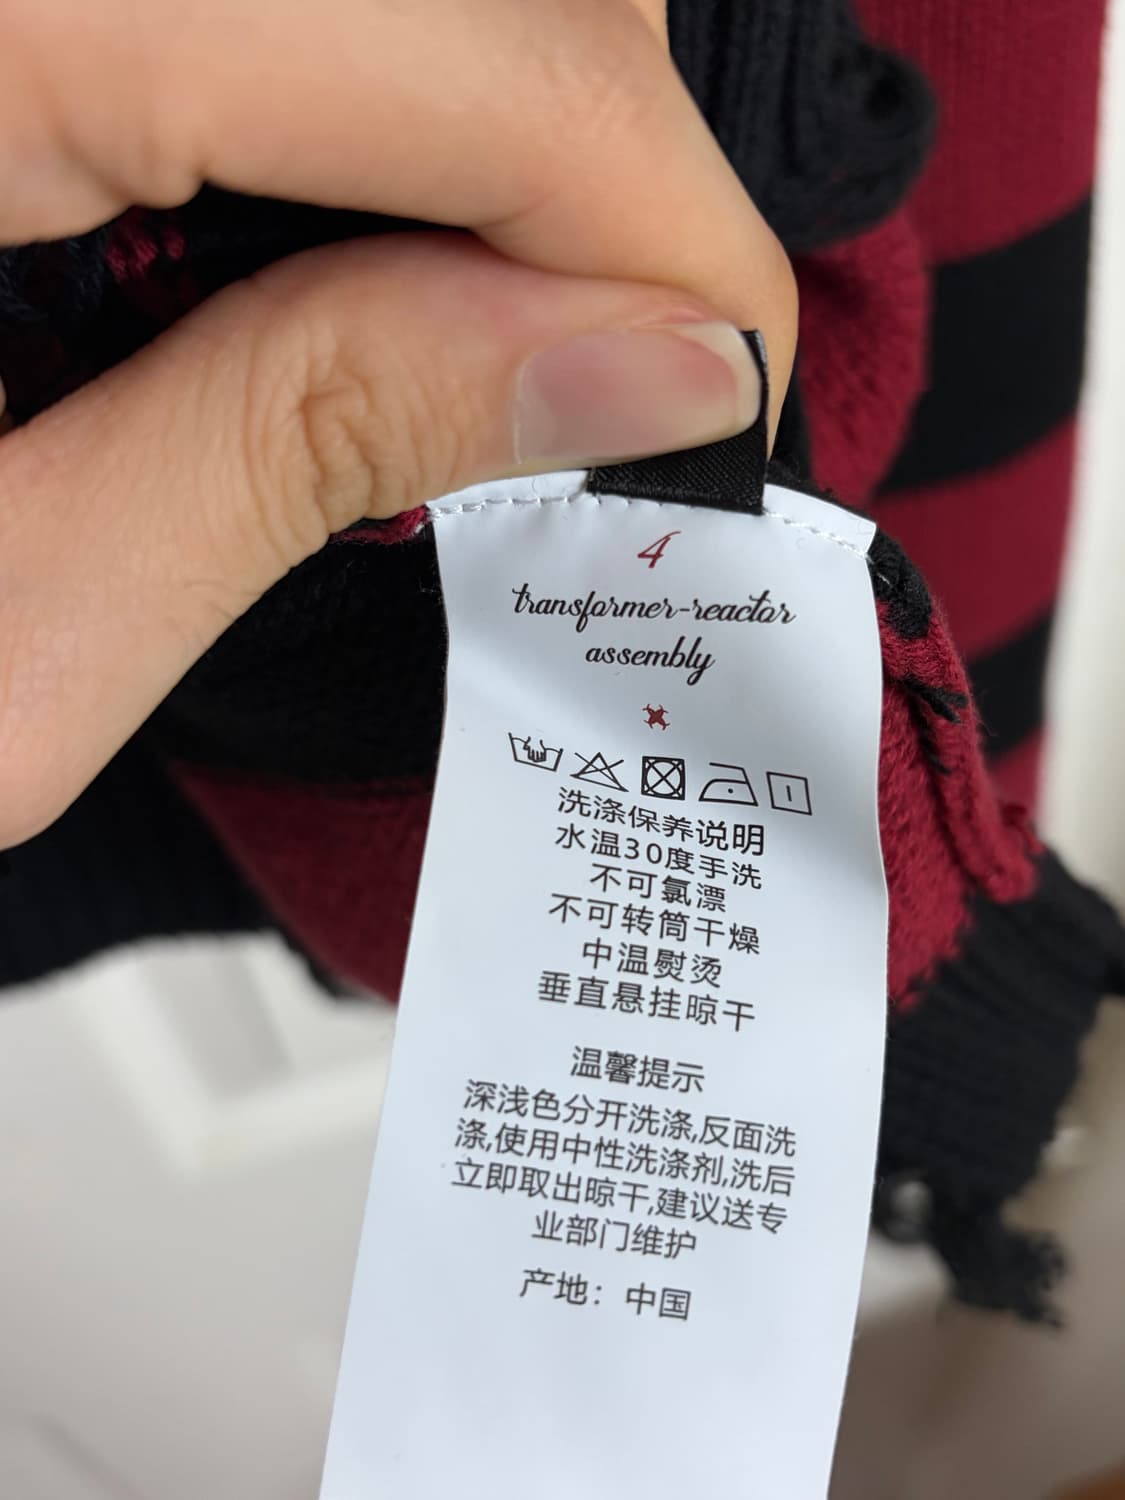 4
transformer-reactor
assembly
洗涤保养说明
水温30度手洗
不可氯漂
不可转筒干燥
中温熨烫
垂直悬挂晾干
温馨提示
深浅色分开洗涤,反面洗
涤,使用中性洗涤剂,洗后
立即取出晾干,建议送专
业部门维护
产地：中国